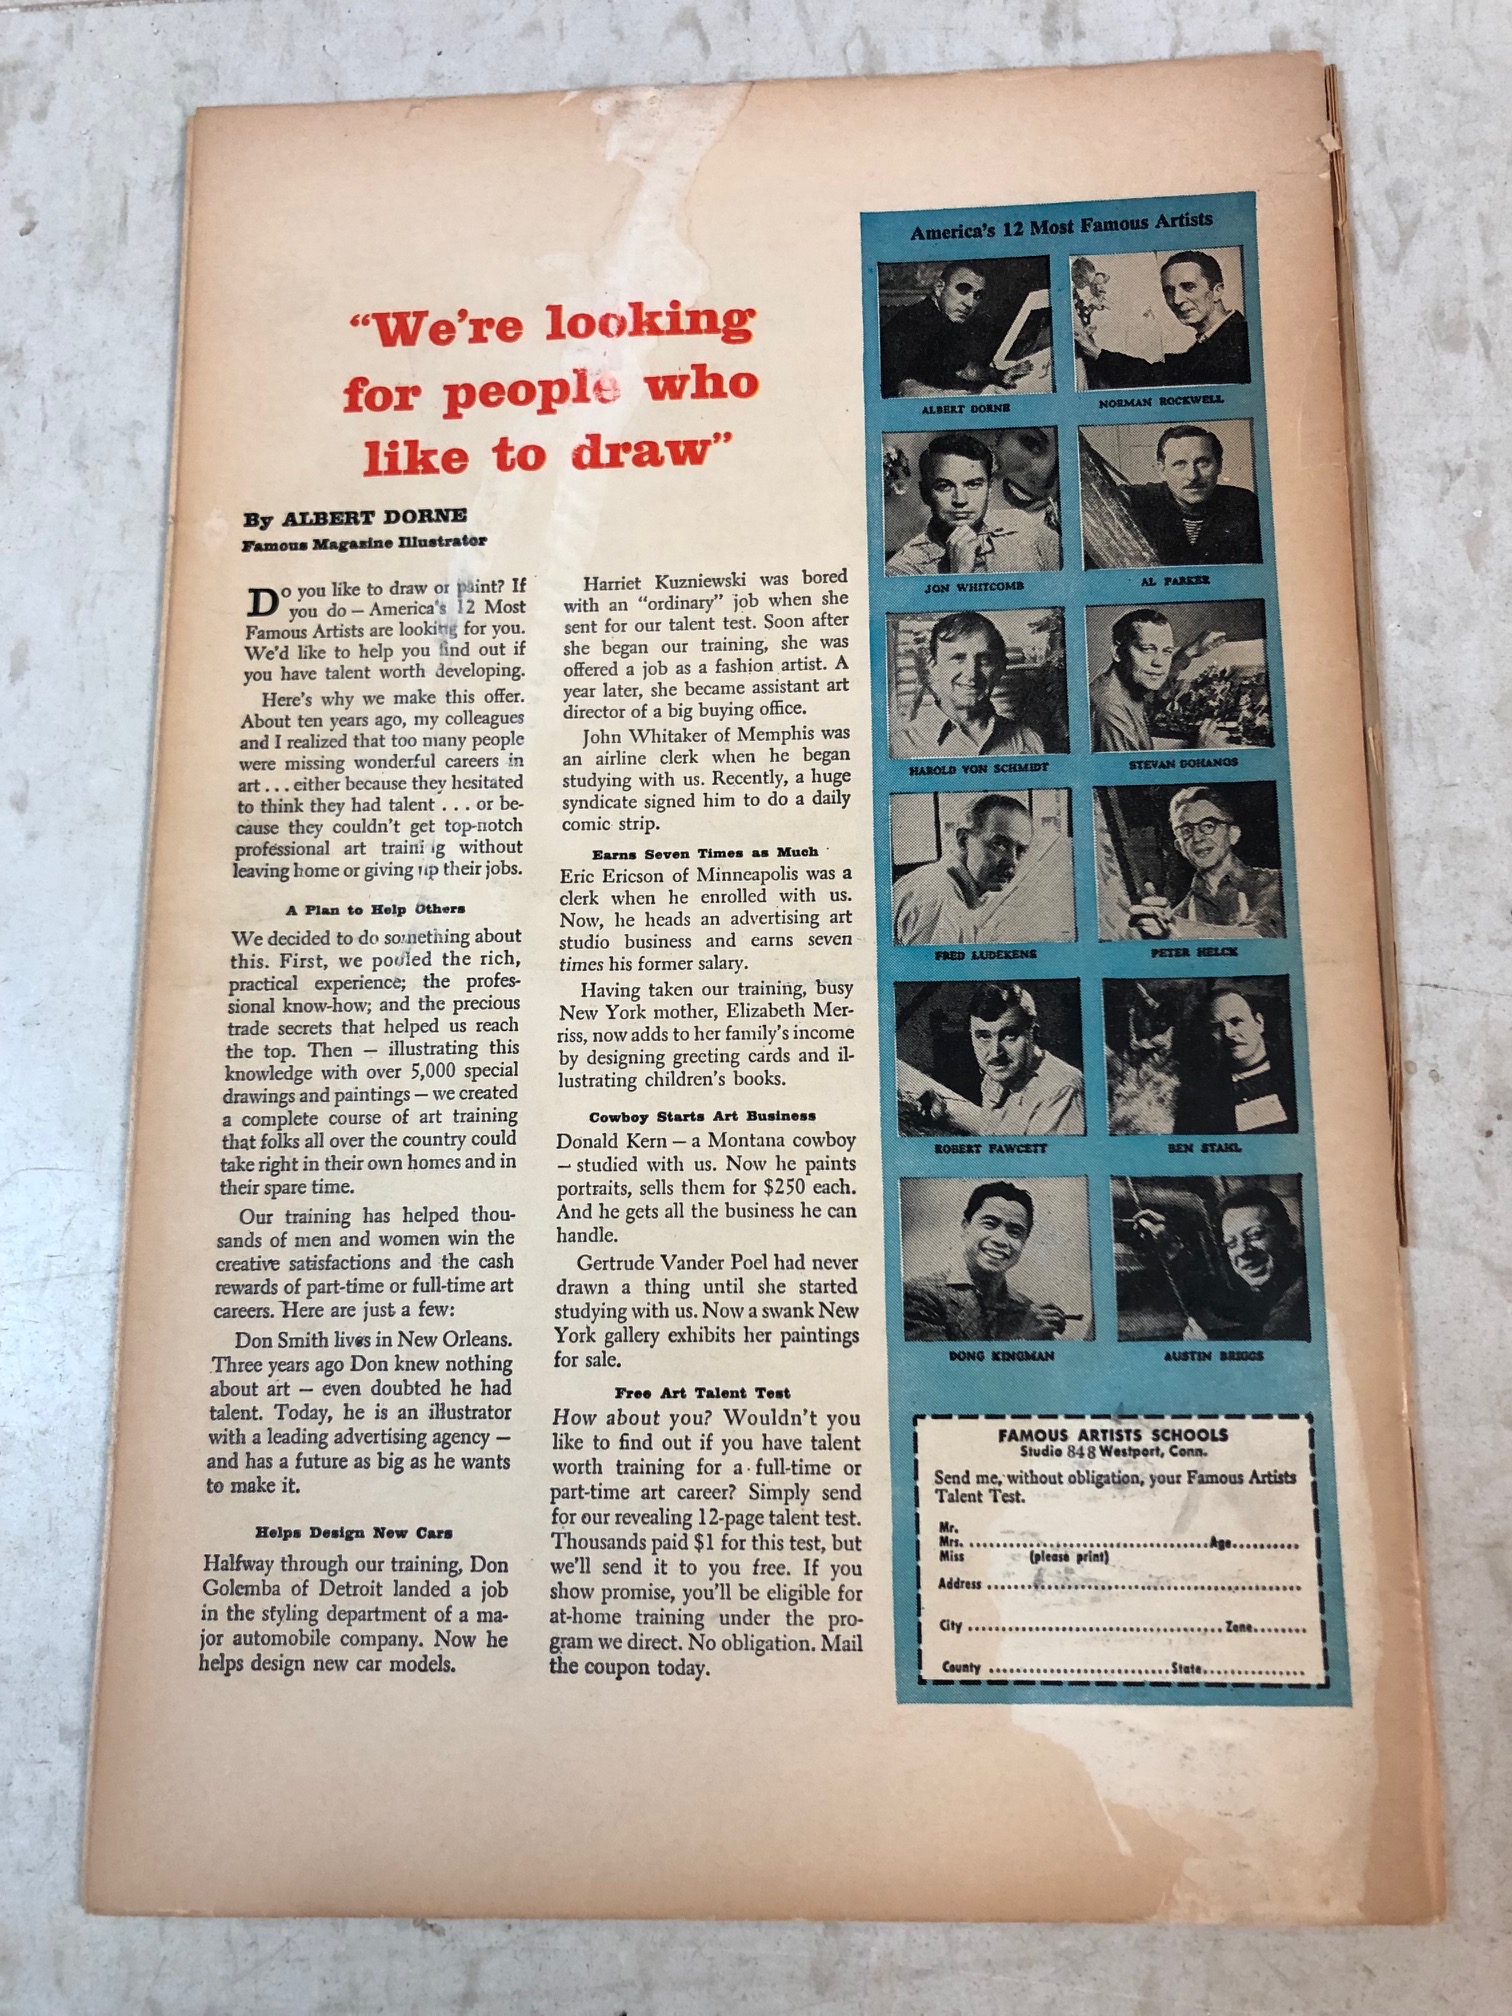 “We’re looking
for people who
like to draw”
By ALBERT DORNE
Famous Magazine Illustrator
Do you like to draw or paint? If
you do — America’s 12 Most
Famous Artists are looking for you.
We’d like to help you find out if
you have talent worth developing.
Here’s why we make this offer.
About ten years ago, my colleagues
and I realized that too many people
were missing wonderful careers in
art . . . either because they hesitated
to think they had talent . . . or be-
cause they couldn’t get top-notch
professional art training without
leaving home or giving up their jobs.
A Plan to Help Others
We decided to do something about
this. First, we pooled the rich,
practical experience; the profes-
sional know-how; and the precious
trade secrets that helped us reach
the top. Then — illustrating this
knowledge with over 5,000 special
drawings and paintings — we created
a complete course of art training
that folks all over the country could
take right in their own homes and in
their spare time.
Our training has helped thou-
sands of men and women win the
creative satisfactions and the cash
rewards of part-time or full-time art
careers. Here are just a few:
Don Smith lives in New Orleans.
Three years ago Don knew nothing
about art — even doubted he had
talent. Today, he is an illustrator
with a leading advertising agency —
and has a future as big as he wants
to make it.
Helps Design New Cars
Halfway through our training, Don
Golemba of Detroit landed a job
in the styling department of a ma-
jor automobile company. Now he
helps design new car models.
Harriet Kuzniewski was bored
with an “ordinary” job when she
sent for our talent test. Soon after
she began our training, she was
offered a job as a fashion artist. A
year later, she became assistant art
director of a big buying office.
John Whitaker of Memphis was
an airline clerk when he began
studying with us. Recently, a huge
syndicate signed him to do a daily
comic strip.
Earns Seven Times as Much
Eric Ericson of Minneapolis was a
clerk when he enrolled with us.
Now, he heads an advertising art
studio business and earns seven
times his former salary.
Having taken our training, busy
New York mother, Elizabeth Mer-
riss, now adds to her family’s income
by designing greeting cards and il-
lustrating children’s books.
Cowboy Starts Art Business
Donald Kern — a Montana cowboy
— studied with us. Now he paints
portraits, sells them for $250 each.
And he gets all the business he can
handle.
Gertrude Vander Poel had never
drawn a thing until she started
studying with us. Now a swank New
York gallery exhibits her paintings
for sale.
Free Art Talent Test
How about you? Wouldn’t you
like to find out if you have talent
worth training for a full-time or
part-time art career? Simply send
for our revealing 12-page talent test.
Thousands paid $1 for this test, but
we’ll send it to you free. If you
show promise, you’ll be eligible for
at-home training under the pro-
gram we direct. No obligation. Mail
the coupon today.
America’s 12 Most Famous Artists
ALBERT DORNE NORMAN ROCKWELL
JON WHITCOMB AL PARKER
HAROLD VON SCHMIDT STEVAN DOHANOS
FRED LUDEKENS PETER HELCK
ROBERT FAWCETT BEN STAHL
DONG KINGMAN AUSTIN BRIGGS
FAMOUS ARTISTS SCHOOLS
Studio 848 Westport, Conn.
Send me, without obligation, your Famous Artists
Talent Test.
Mr.
Mrs. ........................................ Age............
Miss (please print)
Address ....................................................
City ........................................ Zone.........
County .............................. State.................